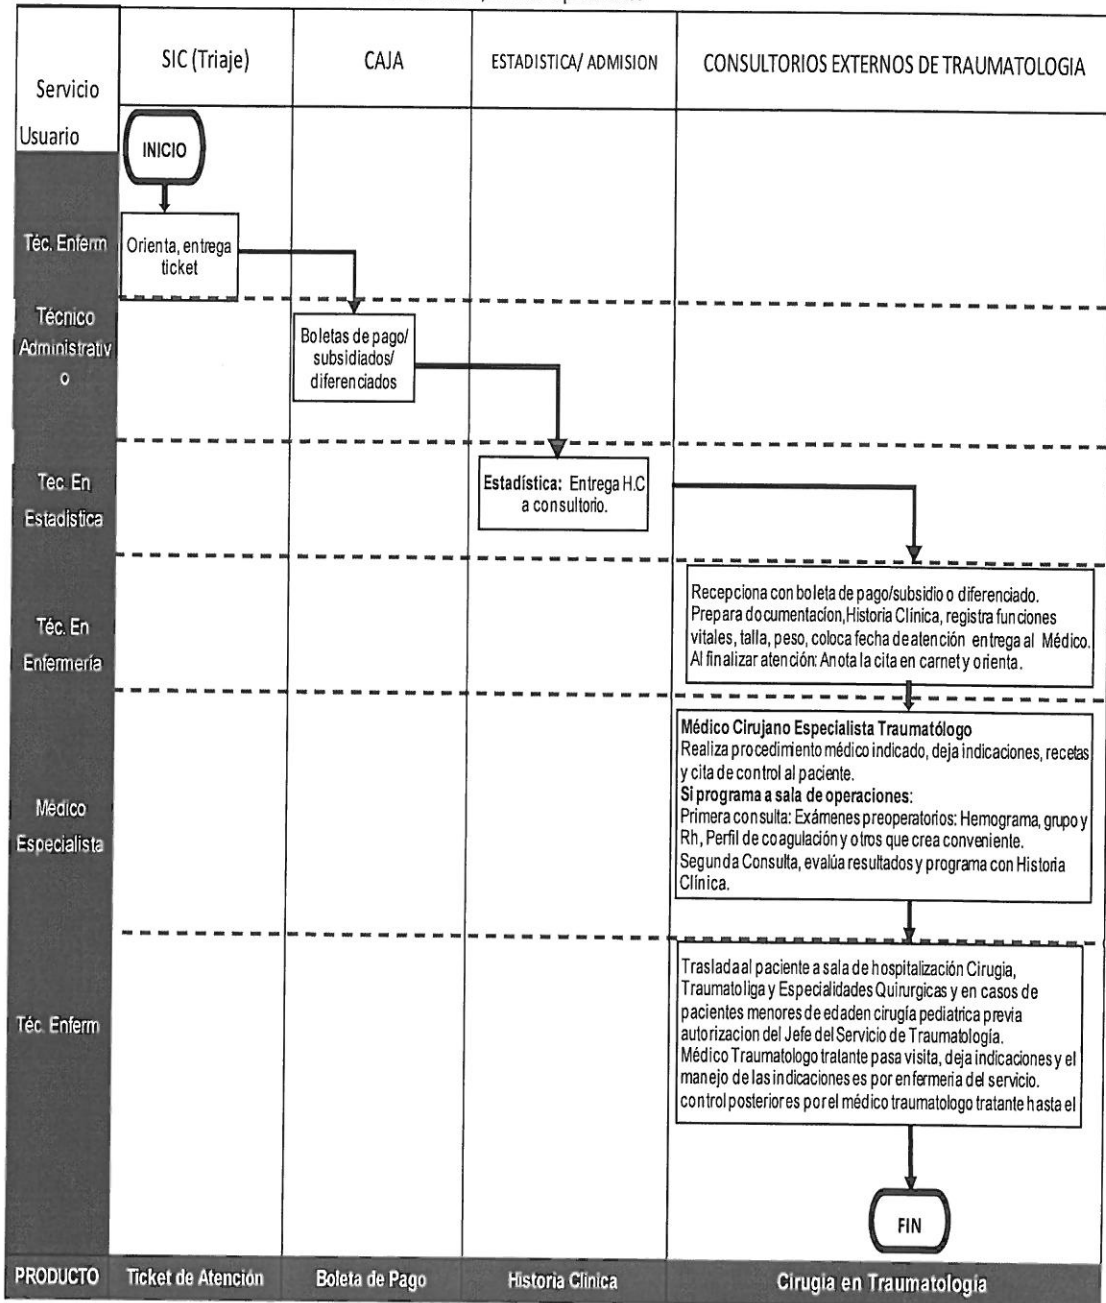 Servicio
Usuario
SIC (Triaje)
CAJA
ESTADISTICA/ ADMISION
CONSULTORIOS EXTERNOS DE TRAUMATOLOGIA
INICIO
Téc. Enferm
Orienta, entrega
ticket
Técnico
Administrativ
o
Boletas de pago/
subsidiados/
diferenciados
Tec. En
Estadistica
Estadística: Entrega H.C
a consultorio.
Téc. En
Enfermería
Recepciona con boleta de pago/subsidio o diferenciado.
Prepara documentacion,Historia Clínica, registra funciones
vitales, talla, peso, coloca fecha de atención entrega al Médico.
Al finalizar atención: Anota la cita en carnet y orienta.
Médico
Especialista
Médico Cirujano Especialista Traumatólogo
Realiza procedimiento médico indicado, deja indicaciones, recetas
y cita de control al paciente.
Si programa a sala de operaciones:
Primera consulta: Exámenes preoperatorios: Hemograma, grupo y
Rh, Perfil de coagulación y otros que crea conveniente.
Segunda Consulta, evalúa resultados y programa con Historia
Clínica.
Téc. Enferm
Traslada al paciente a sala de hospitalización Cirugia,
Traumatoliga y Especialidades Quirurgicas y en casos de
pacientes menores de edad en cirugía pediatrica previa
autorizacion del Jefe del Servicio de Traumatología.
Médico Traumatologo tratante pasa visita, deja indicaciones y el
manejo de las indicaciones es por enfermeria del servicio.
control posteriores por el médico traumatologo tratante hasta el
FIN
PRODUCTO
Ticket de Atención
Boleta de Pago
Historia Clinica
Cirugia en Traumatologia